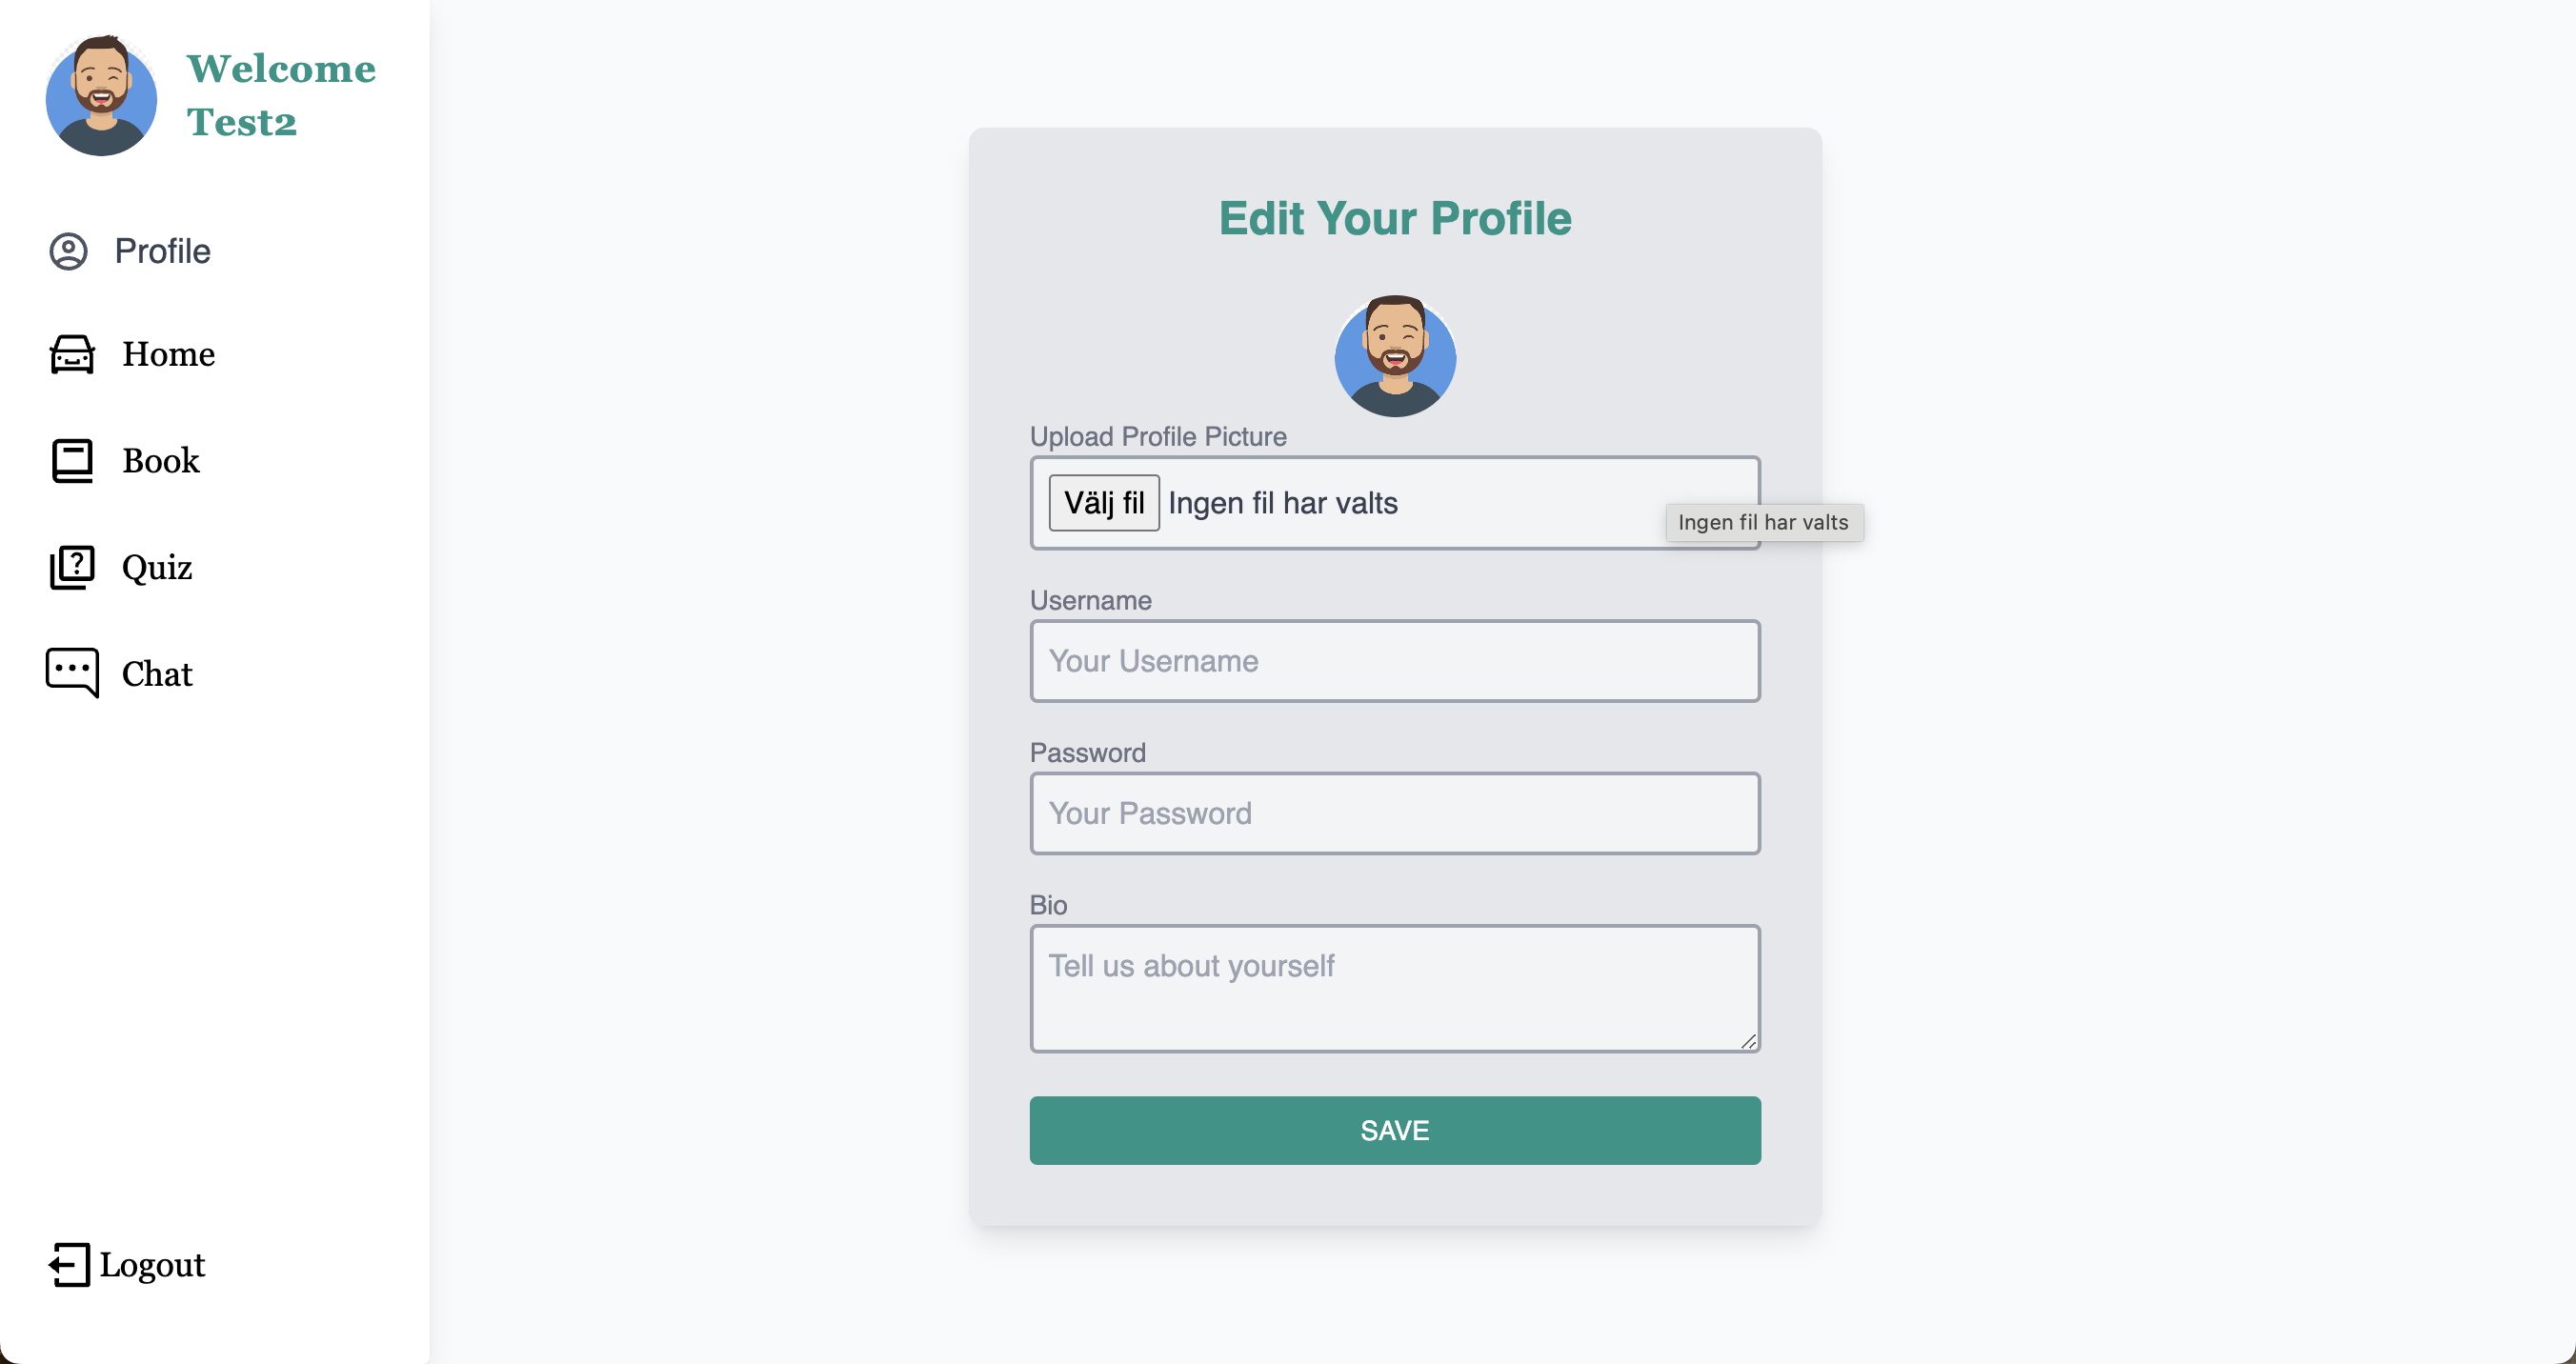 Welcome
Test2
Profile
Home
Book
Quiz
Chat
Logout
Edit Your Profile
Upload Profile Picture
Välj fil Ingen fil har valts
Ingen fil har valts
Username
Your Username
Password
Your Password
Bio
Tell us about yourself
SAVE